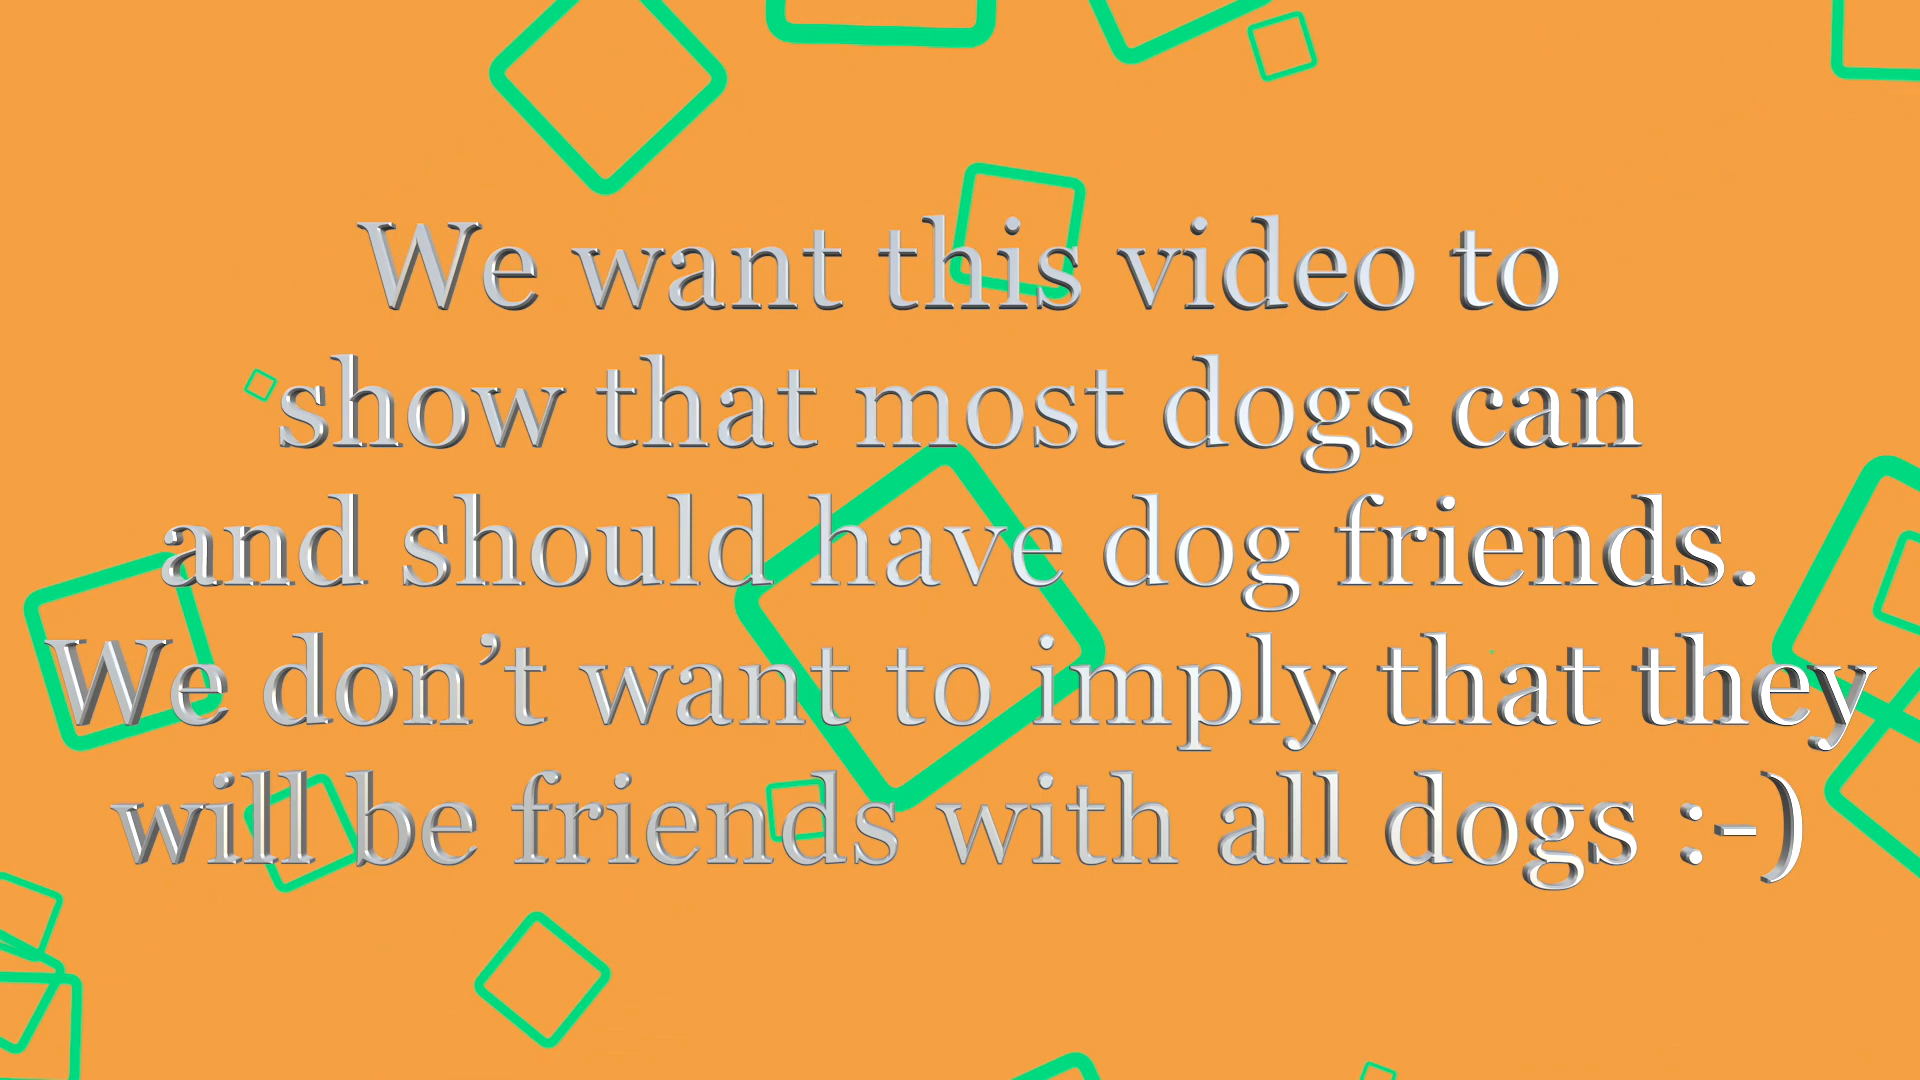 We want this video to
show that most dogs can
and should have dog friends.
We don’t want to imply that they
will be friends with all dogs :-)